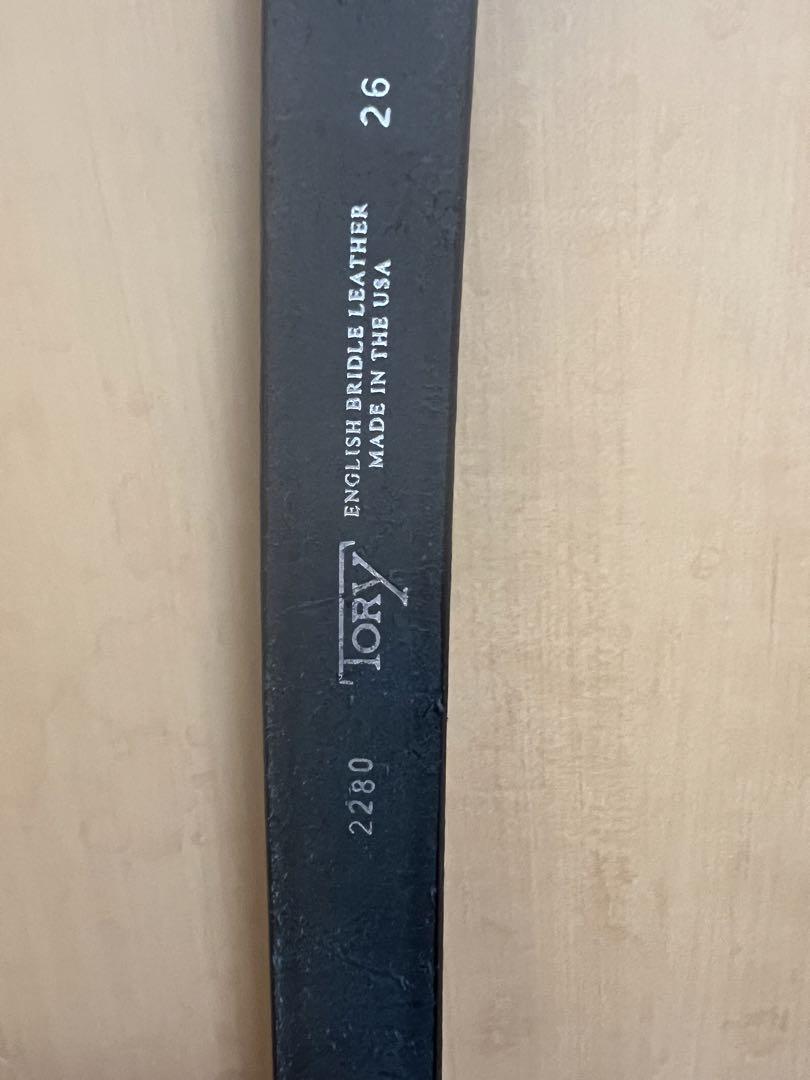 2280
TORY
ENGLISH BRIDLE LEATHER
MADE IN THE USA
26